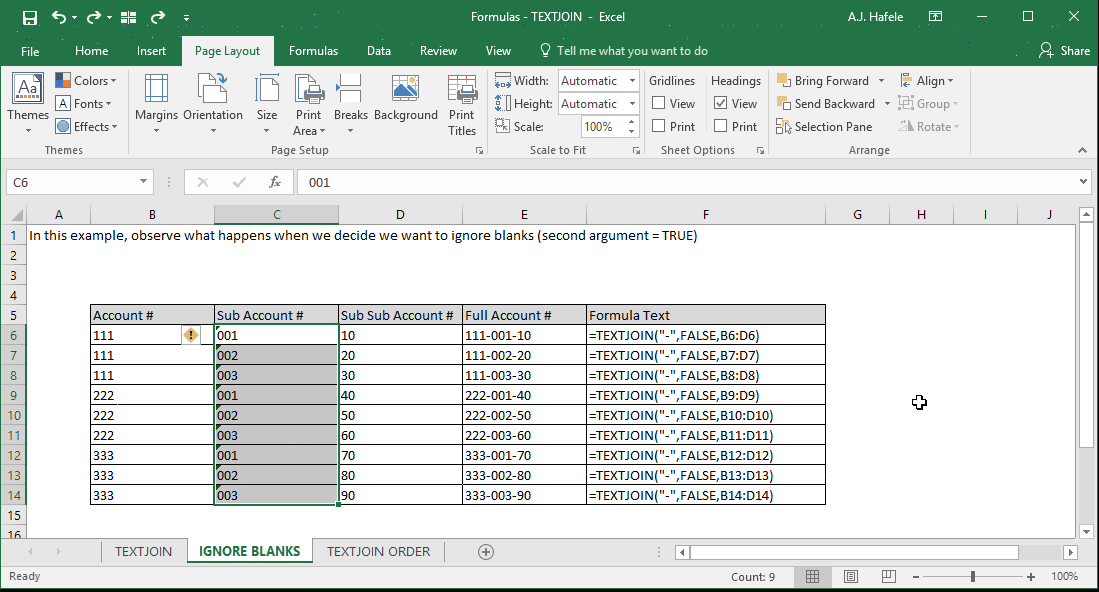 Formulas - TEXTJOIN - Excel
A.J. Hafele
File Home Insert Page Layout Formulas Data Review View Tell me what you want to do Share
Themes Colors Fonts Effects
Themes
Margins Orientation Size Print Area Breaks Background Print Titles
Page Setup
Width: Automatic
Height: Automatic
Scale: 100%
Scale to Fit
Gridlines Headings
View View
Print Print
Sheet Options
Bring Forward Align
Send Backward Group
Selection Pane Rotate
Arrange
C6 fx 001
A B C D E F G H I J
1 In this example, observe what happens when we decide we want to ignore blanks (second argument = TRUE)
2
3
4
5 Account # Sub Account # Sub Sub Account # Full Account # Formula Text
6 111 001 10 111-001-10 =TEXTJOIN("-",FALSE,B6:D6)
7 111 002 20 111-002-20 =TEXTJOIN("-",FALSE,B7:D7)
8 111 003 30 111-003-30 =TEXTJOIN("-",FALSE,B8:D8)
9 222 001 40 222-001-40 =TEXTJOIN("-",FALSE,B9:D9)
10 222 002 50 222-002-50 =TEXTJOIN("-",FALSE,B10:D10)
11 222 003 60 222-003-60 =TEXTJOIN("-",FALSE,B11:D11)
12 333 001 70 333-001-70 =TEXTJOIN("-",FALSE,B12:D12)
13 333 002 80 333-002-80 =TEXTJOIN("-",FALSE,B13:D13)
14 333 003 90 333-003-90 =TEXTJOIN("-",FALSE,B14:D14)
15
16
TEXTJOIN IGNORE BLANKS TEXTJOIN ORDER
Ready Count: 9 100%